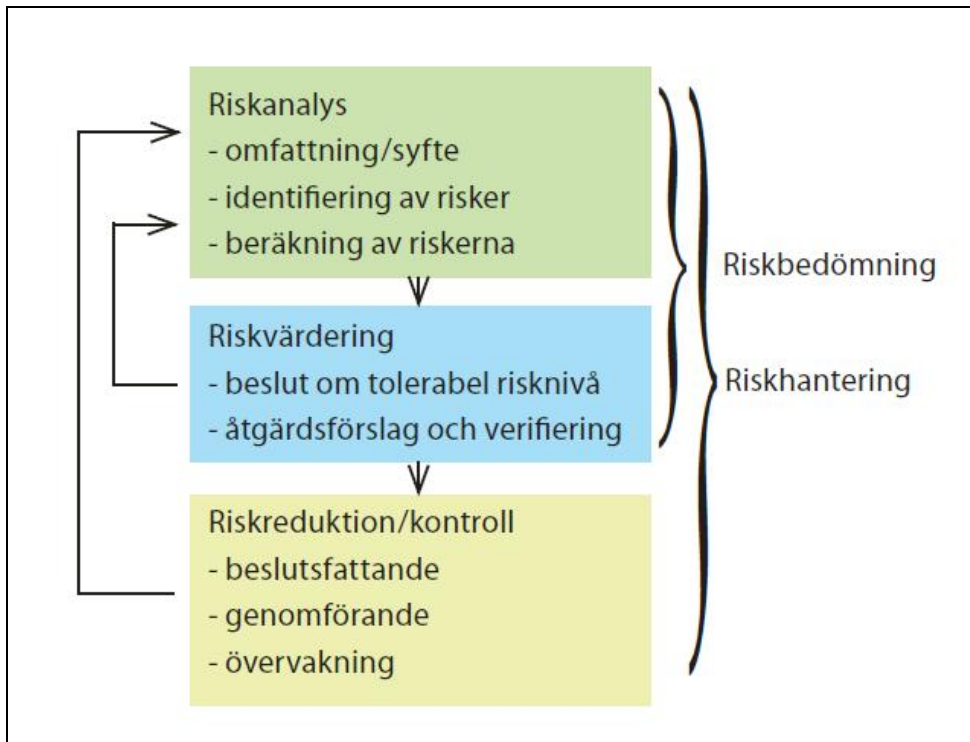 Riskanalys
- omfattning/syfte
- identifiering av risker
- beräkning av riskerna
Riskvärdering
- beslut om tolerabel risknivå
- åtgärdsförslag och verifiering
Riskreduktion/kontroll
- beslutsfattande
- genomförande
- övervakning
Riskbedömning
Riskhantering